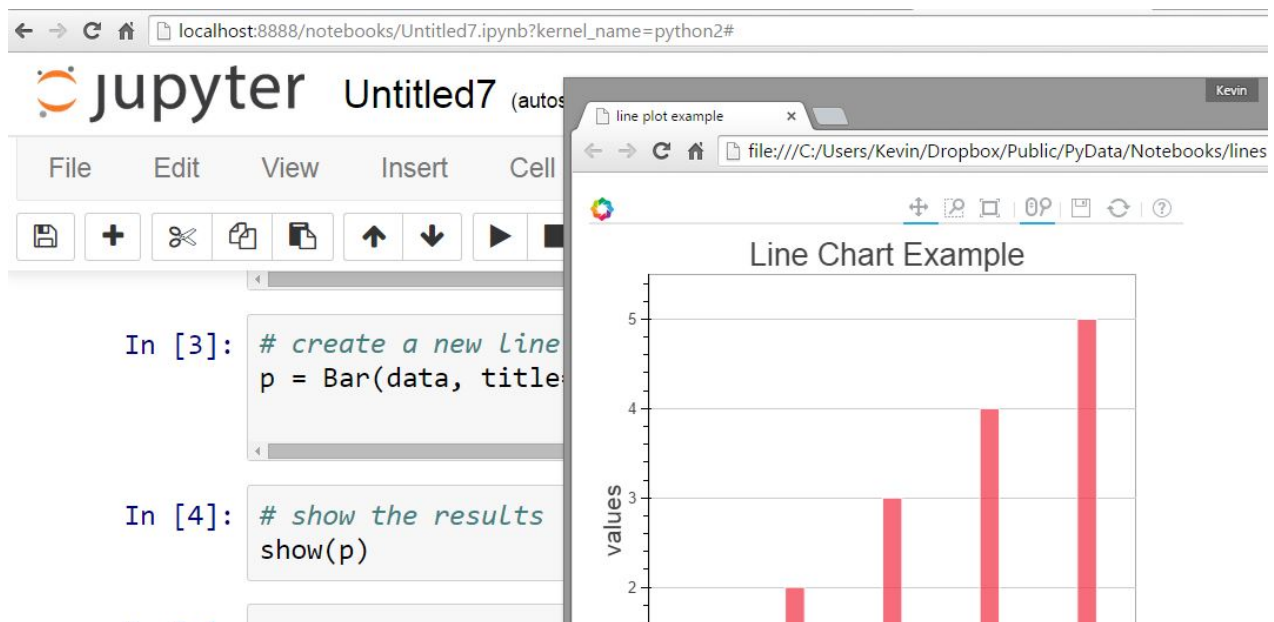 localhost:8888/notebooks/Untitled7.ipynb?kernel_name=python2#
jupyter Untitled7 (autos
File Edit View Insert Cell
In [3]: # create a new line
p = Bar(data, title=
In [4]: # show the results
show(p)
Kevin
line plot example
file:///C:/Users/Kevin/Dropbox/Public/PyData/Notebooks/lines
Line Chart Example
values
5
4
3
2